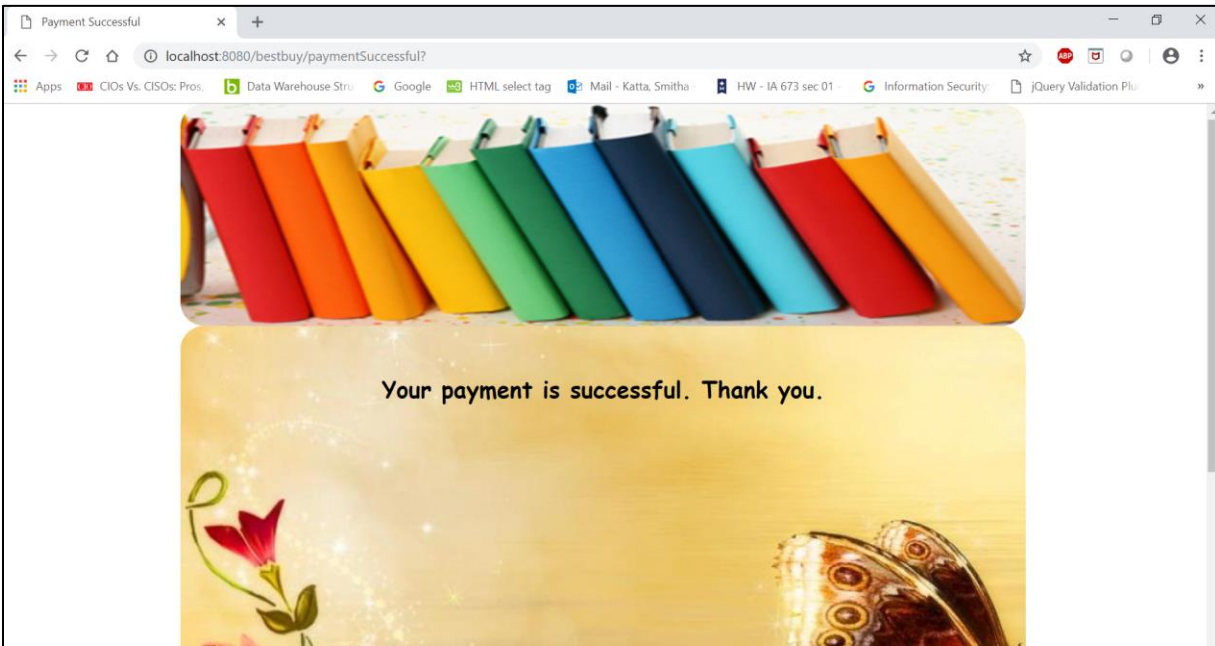 Payment Successful
localhost:8080/bestbuy/paymentSuccessful?
ABP
Apps CIOs Vs. CISOs: Pros, Data Warehouse Stru Google HTML select tag Mail - Katta, Smitha - HW - IA 673 sec 01 - Information Security: jQuery Validation Plu »
Your payment is successful. Thank you.